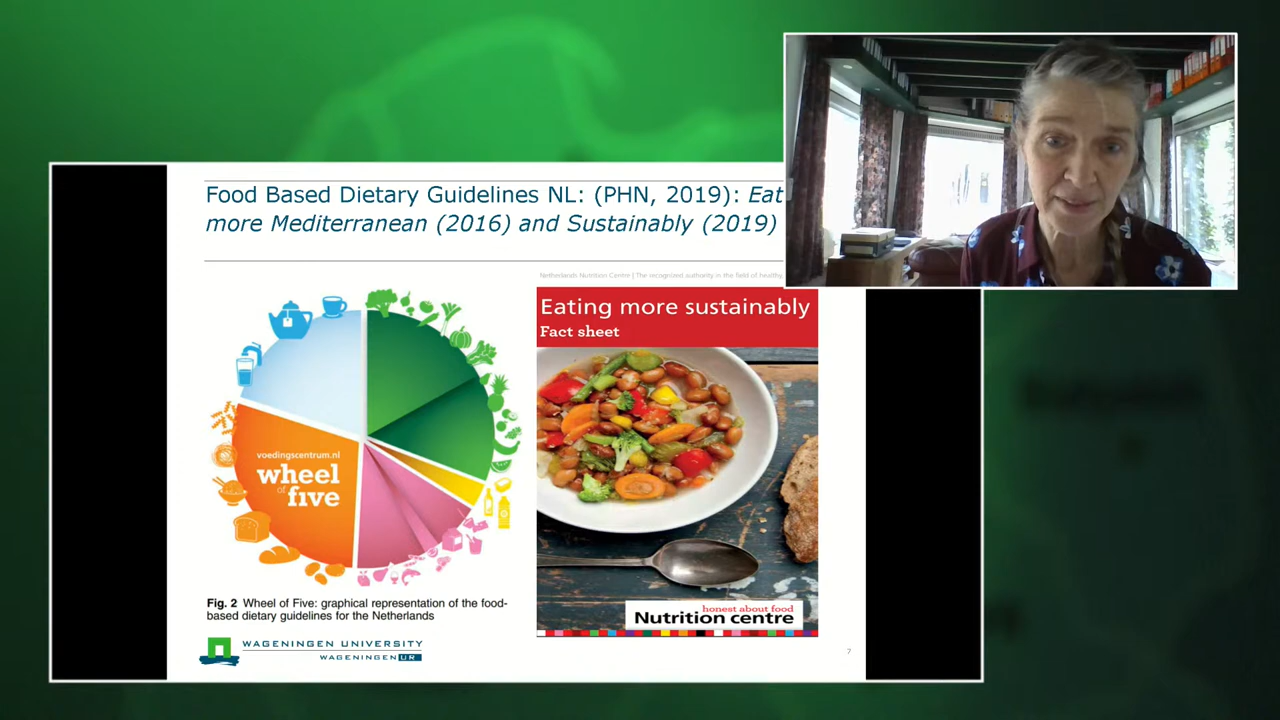 Food Based Dietary Guidelines NL: (PHN, 2019): Eat
more Mediterranean (2016) and Sustainably (2019)
Netherlands Nutrition Centre | The recognized authority in the field of healthy,
Eating more sustainably
Fact sheet
voedingscentrum.nl
wheel
of
five
honest about food
Nutrition centre
Fig. 2 Wheel of Five: graphical representation of the food-
based dietary guidelines for the Netherlands
WAGENINGEN UNIVERSITY
WAGENINGEN UR
7